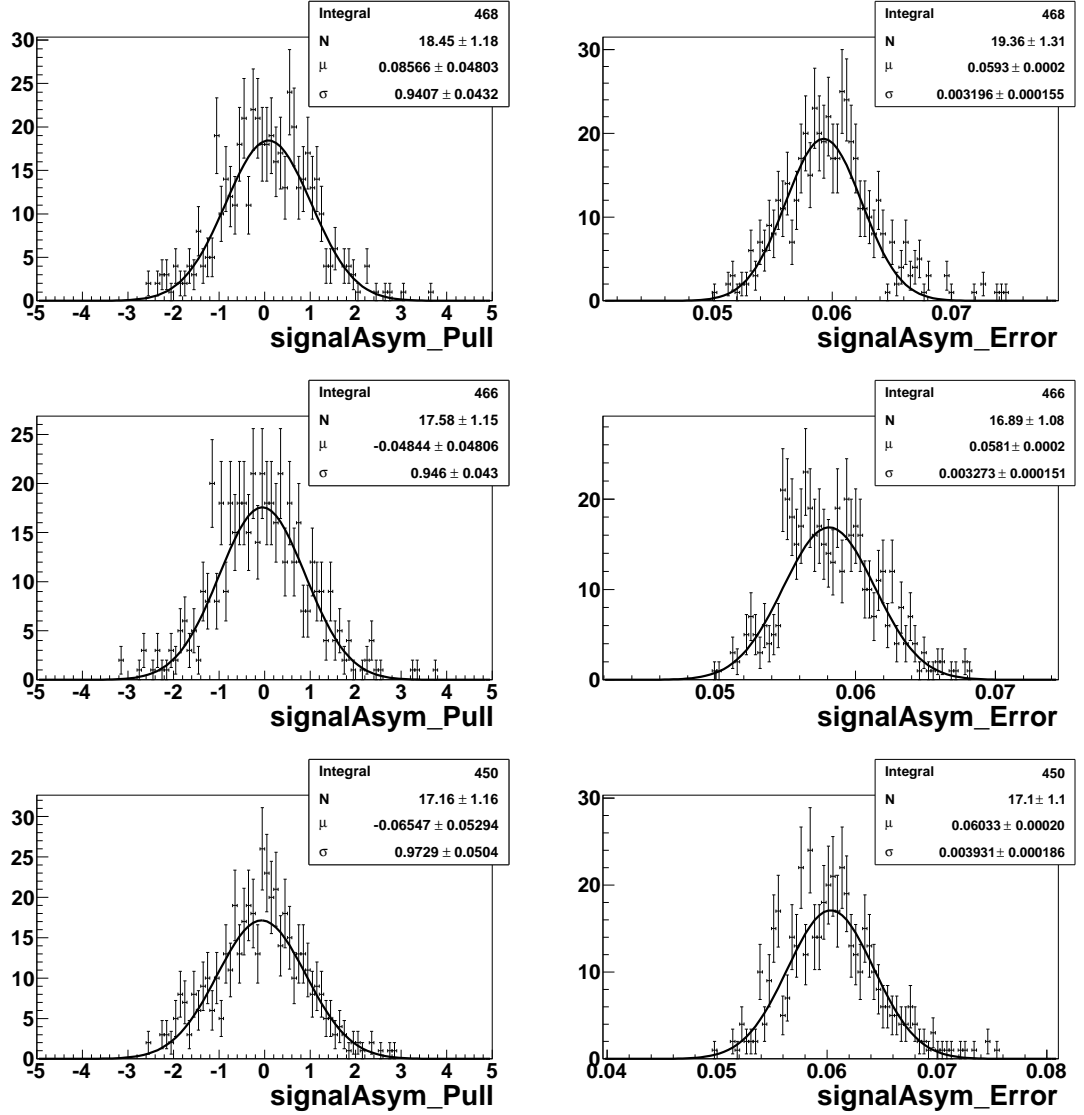 Integral 468
N 18.45 ± 1.18
μ 0.08566 ± 0.04803
σ 0.9407 ± 0.0432
30
25
20
15
10
5
0
-5 -4 -3 -2 -1 0 1 2 3 4 5
signalAsym_Pull
Integral 468
N 19.36 ± 1.31
μ 0.0593 ± 0.0002
σ 0.003196 ± 0.000155
30
20
10
0
0.05 0.06 0.07
signalAsym_Error
Integral 466
N 17.58 ± 1.15
μ -0.04844 ± 0.04806
σ 0.946 ± 0.043
25
20
15
10
5
0
-5 -4 -3 -2 -1 0 1 2 3 4 5
signalAsym_Pull
Integral 466
N 16.89 ± 1.08
μ 0.0581 ± 0.0002
σ 0.003273 ± 0.000151
20
10
0
0.05 0.06 0.07
signalAsym_Error
Integral 450
N 17.16 ± 1.16
μ -0.06547 ± 0.05294
σ 0.9729 ± 0.0504
30
25
20
15
10
5
0
-5 -4 -3 -2 -1 0 1 2 3 4 5
signalAsym_Pull
Integral 450
N 17.1 ± 1.1
μ 0.06033 ± 0.00020
σ 0.003931 ± 0.000186
30
20
10
0
0.04 0.05 0.06 0.07 0.08
signalAsym_Error